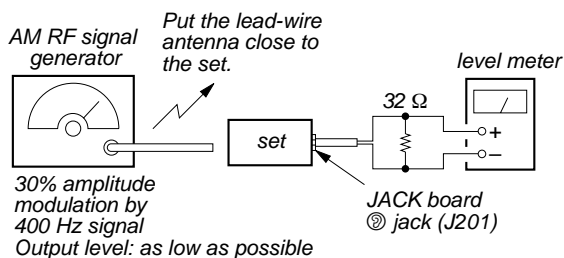 AM RF signal
generator
Put the lead-wire
antenna close to
the set.
level meter
32 Ω
set
+
–
30% amplitude
modulation by
400 Hz signal
Output level: as low as possible
JACK board
jack (J201)